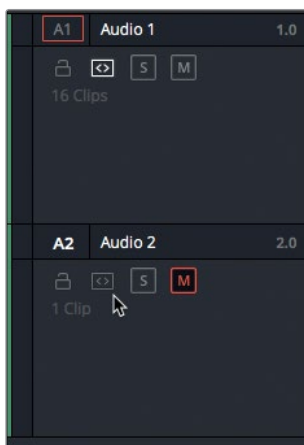 A1 Audio 1 1.0
S M
16 Clips
A2 Audio 2 2.0
S M
1 Clip